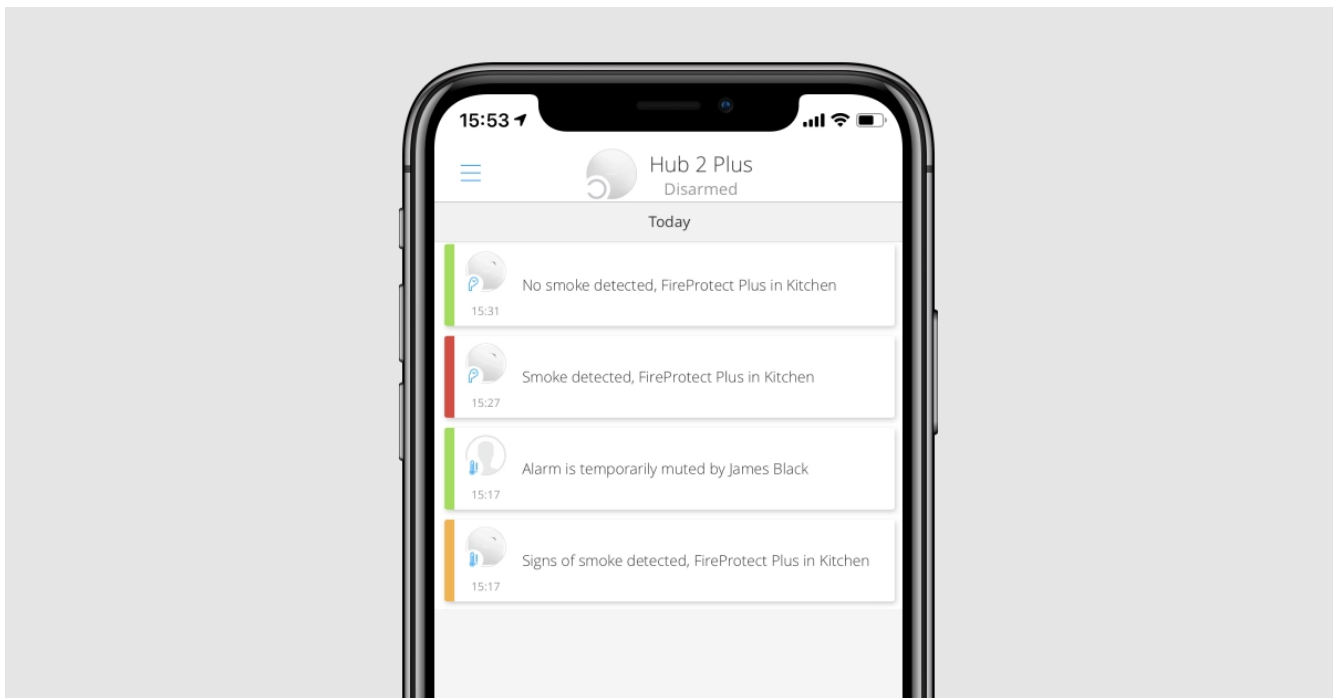 15:53
Hub 2 Plus
Disarmed
Today
No smoke detected, FireProtect Plus in Kitchen
15:31
Smoke detected, FireProtect Plus in Kitchen
15:27
Alarm is temporarily muted by James Black
15:17
Signs of smoke detected, FireProtect Plus in Kitchen
15:17